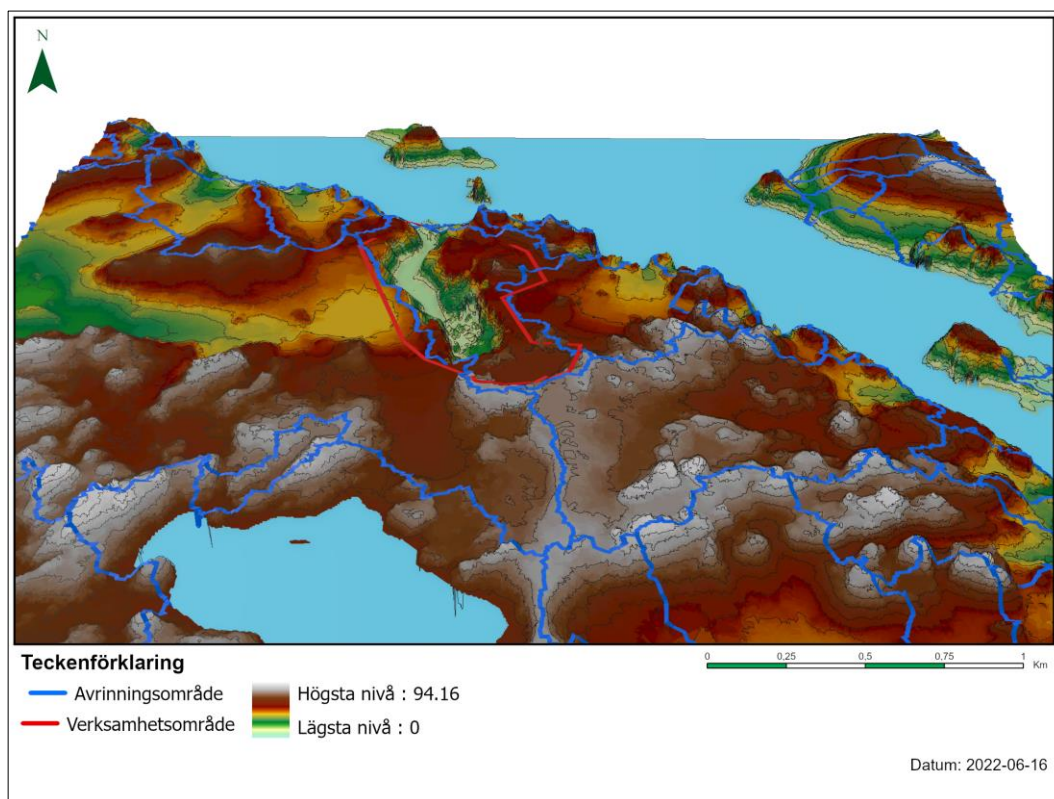 N
Teckenförklaring
Avrinningsområde
Verksamhetsområde
Högsta nivå : 94.16
Lägsta nivå : 0
0 0,25 0,5 0,75 1
Km
Datum: 2022-06-16